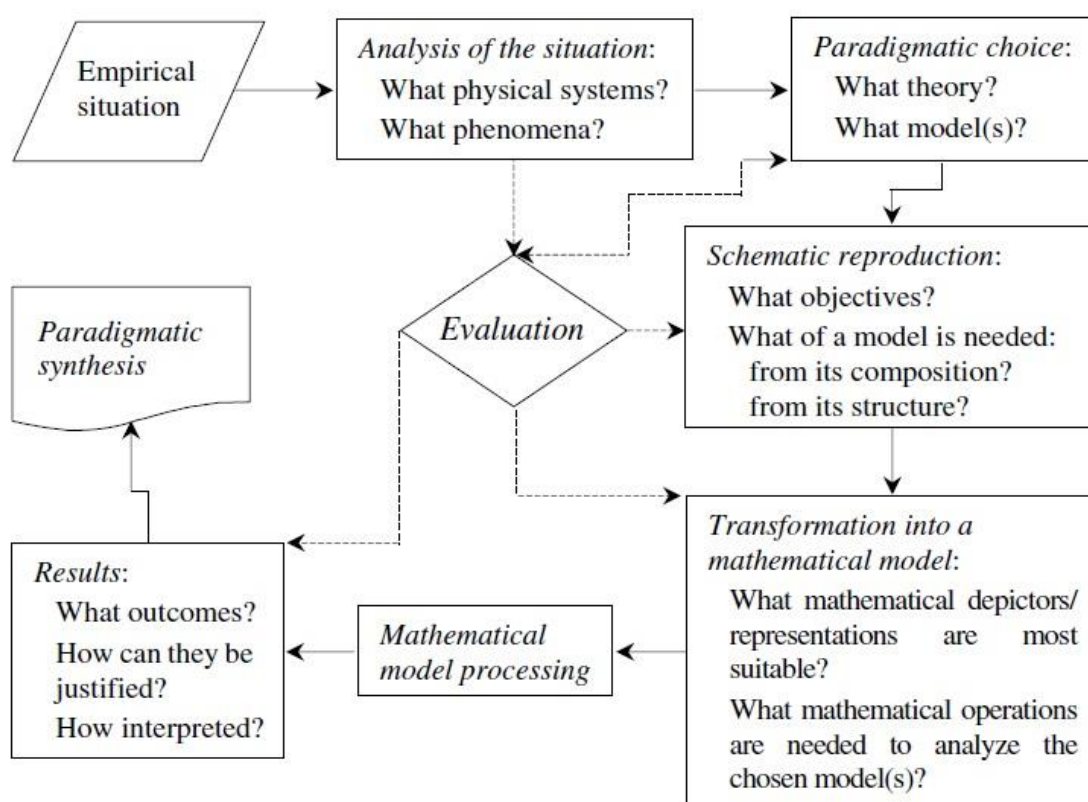 Empirical
situation
Analysis of the situation:
What physical systems?
What phenomena?
Paradigmatic choice:
What theory?
What model(s)?
Schematic reproduction:
What objectives?
What of a model is needed:
from its composition?
from its structure?
Evaluation
Paradigmatic
synthesis
Transformation into a
mathematical model:
What mathematical depictors/
representations are most
suitable?
What mathematical operations
are needed to analyze the
chosen model(s)?
Mathematical
model processing
Results:
What outcomes?
How can they be
justified?
How interpreted?